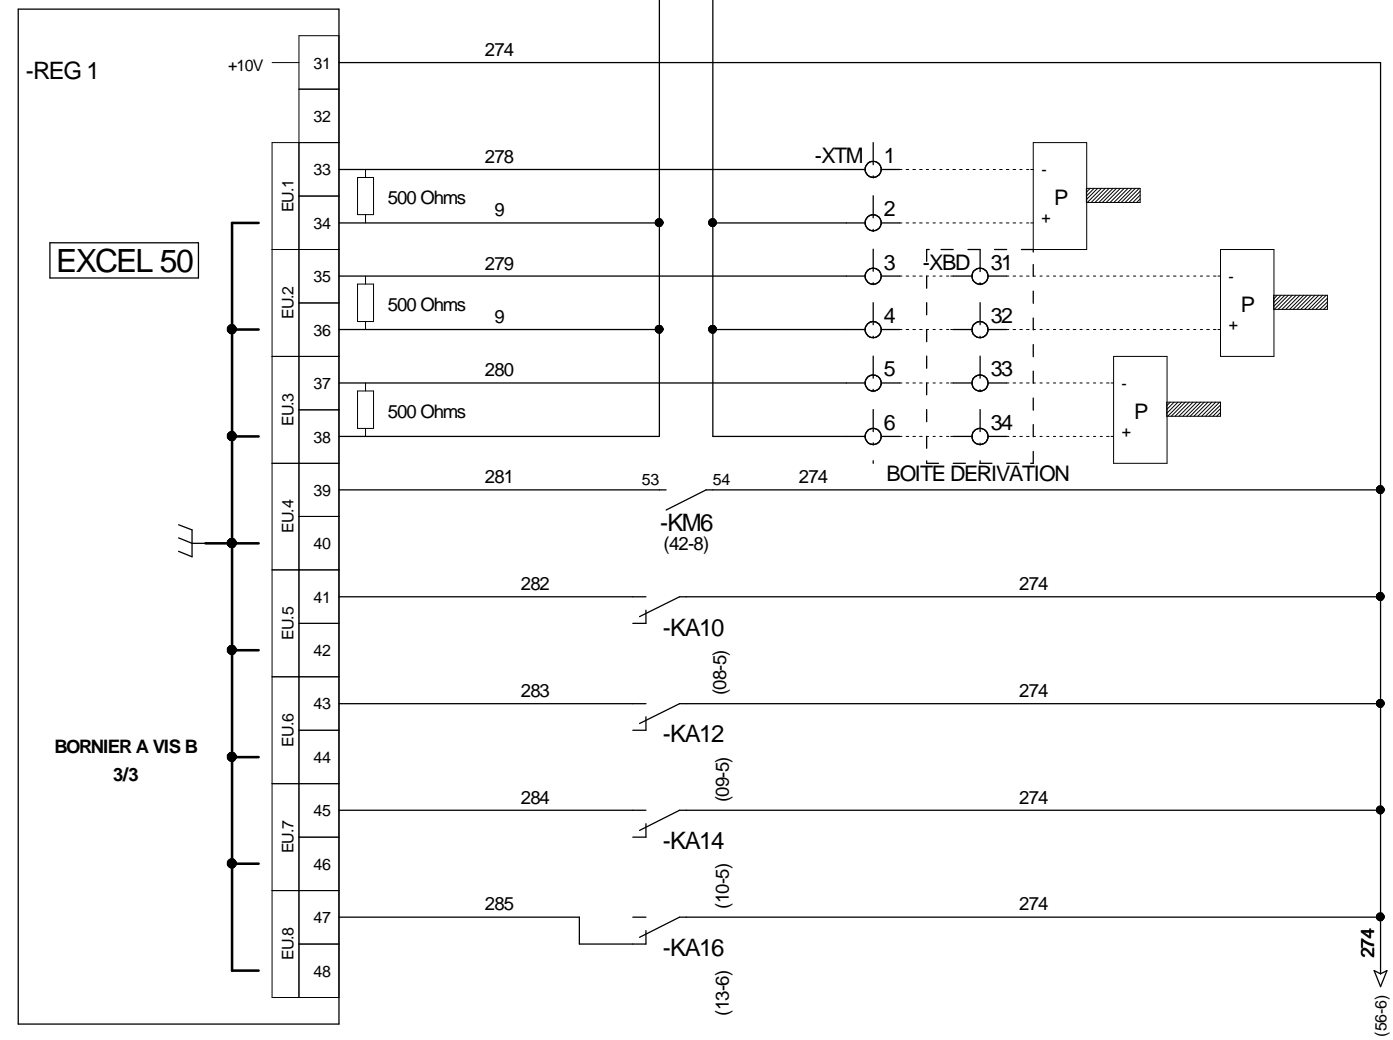 274
-REG 1
+10V
31
32
278
-XTM
1
33
-
EU.1
500 Ohms
P
9
2
34
+
EXCEL 50
279
3
-XBD
31
35
-
EU.2
500 Ohms
P
9
4
32
36
+
280
5
33
37
-
EU.3
500 Ohms
P
6
34
38
+
BOITE DERIVATION
281
53
54
274
39
EU.4
-KM6
(42-8)
40
282
274
41
EU.5
-KA10
42
(08-5)
283
274
43
EU.6
-KA12
BORNIER A VIS B
3/3
44
(09-5)
284
274
45
EU.7
-KA14
46
(10-5)
285
274
47
EU.8
-KA16
274
48
(13-6)
(56-6)